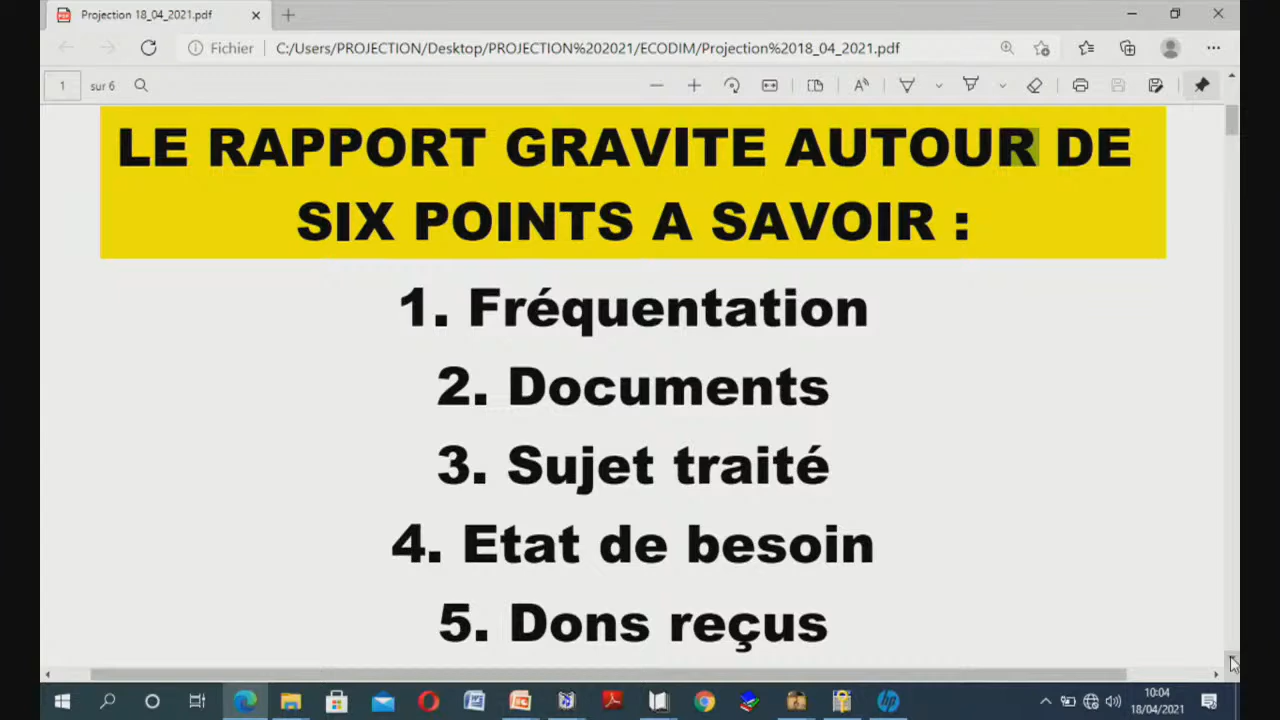 Projection 18_04_2021.pdf
Fichier
C:/Users/PROJECTION/Desktop/PROJECTION%202021/ECODIM/Projection%2018_04_2021.pdf
1 sur 6
LE RAPPORT GRAVITE AUTOUR DE
SIX POINTS A SAVOIR :
1. Fréquentation
2. Documents
3. Sujet traité
4. Etat de besoin
5. Dons reçus
10:04
18/04/2021